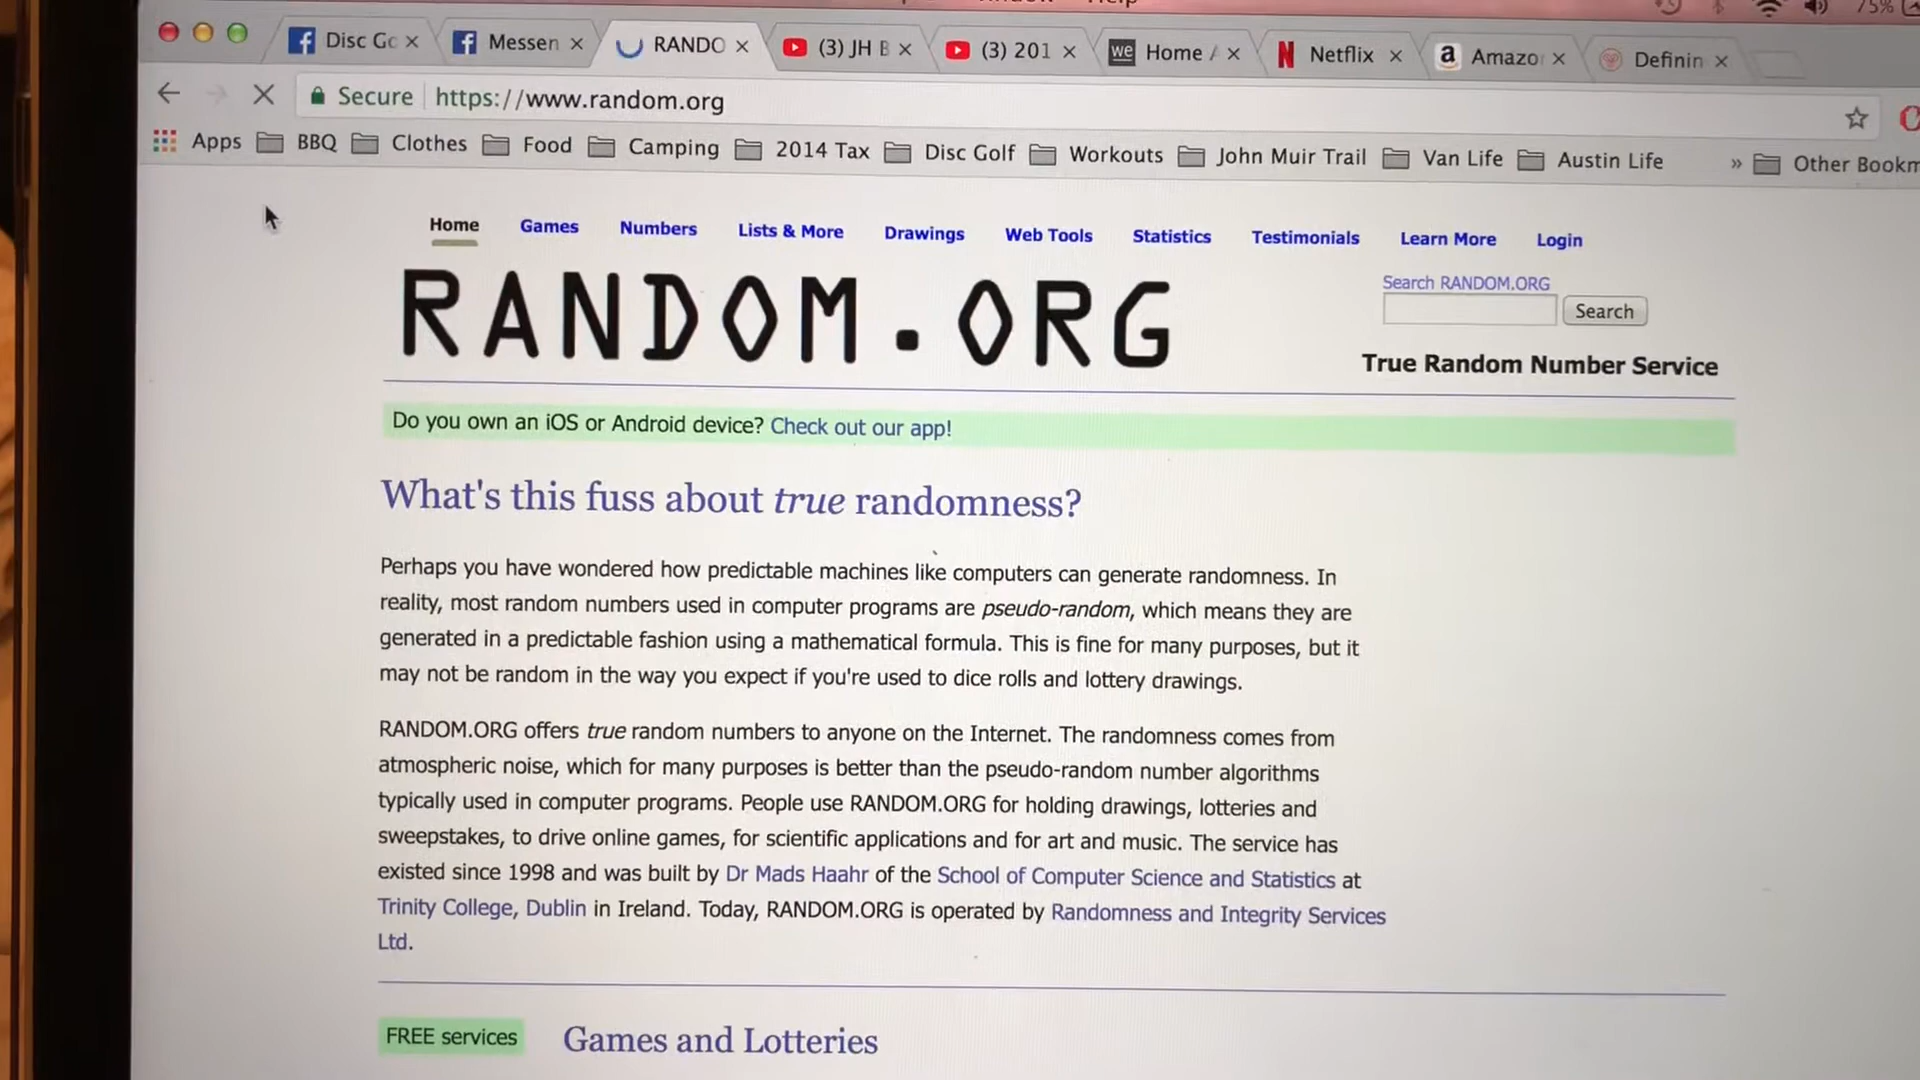 Help
75%
Disc Go
Messen
RANDO
(3) JH B
(3) 201
we
Home /
Netflix
a
Amazo
Definin
Secure
https://www.random.org
Apps
BBQ
Clothes
Food
Camping
2014 Tax
Disc Golf
Workouts
John Muir Trail
Van Life
Austin Life
»
Other Bookm
Home
Games
Numbers
Lists & More
Drawings
Web Tools
Statistics
Testimonials
Learn More
Login
RANDOM.ORG
Search RANDOM.ORG
Search
True Random Number Service
Do you own an iOS or Android device? Check out our app!
What's this fuss about true randomness?
Perhaps you have wondered how predictable machines like computers can generate randomness. In
reality, most random numbers used in computer programs are pseudo-random, which means they are
generated in a predictable fashion using a mathematical formula. This is fine for many purposes, but it
may not be random in the way you expect if you're used to dice rolls and lottery drawings.
RANDOM.ORG offers true random numbers to anyone on the Internet. The randomness comes from
atmospheric noise, which for many purposes is better than the pseudo-random number algorithms
typically used in computer programs. People use RANDOM.ORG for holding drawings, lotteries and
sweepstakes, to drive online games, for scientific applications and for art and music. The service has
existed since 1998 and was built by Dr Mads Haahr of the School of Computer Science and Statistics at
Trinity College, Dublin in Ireland. Today, RANDOM.ORG is operated by Randomness and Integrity Services
Ltd.
FREE services
Games and Lotteries